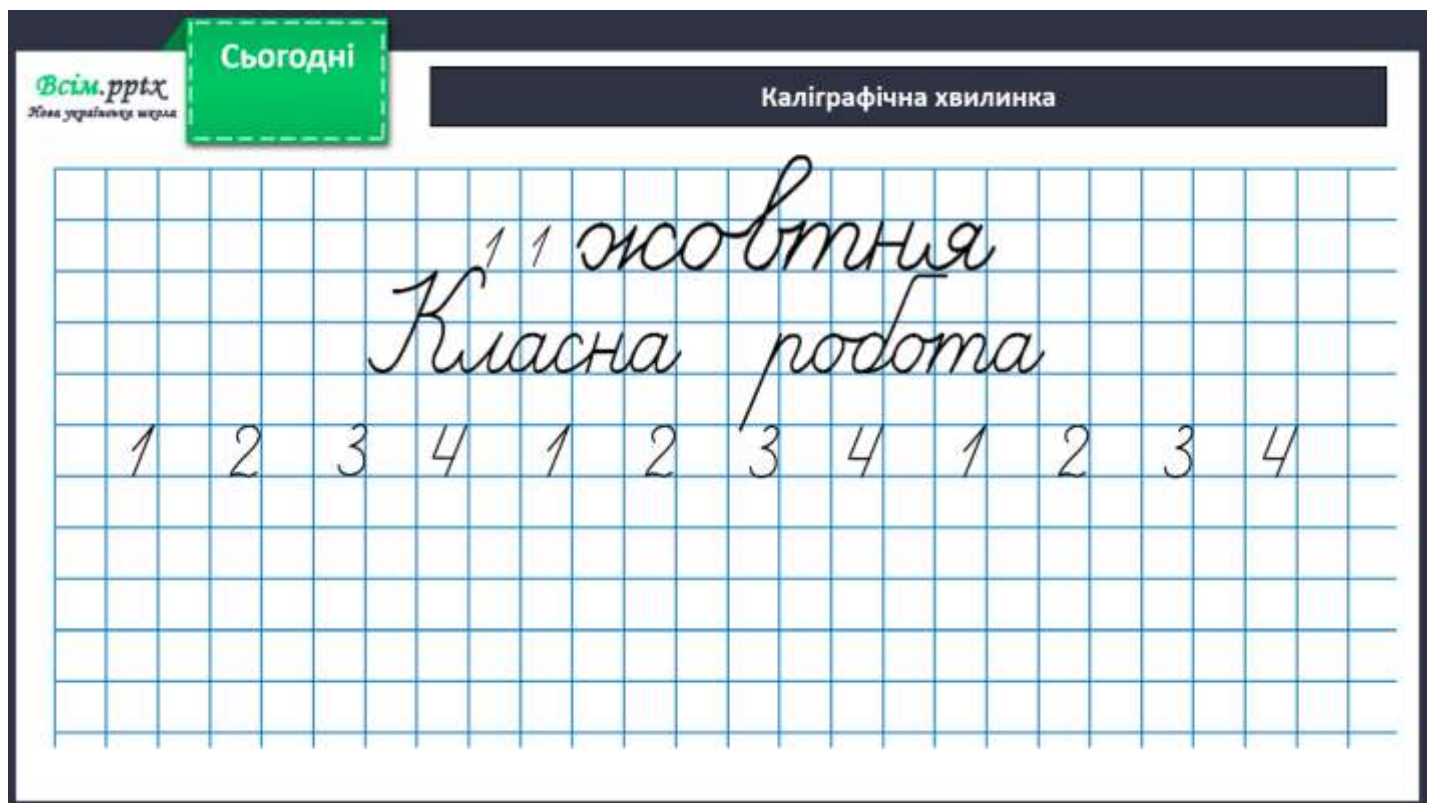 Сьогодні
Всім.pptx
Нова українська школа
Каліграфічна хвилинка
11 жовтня
Класна робота
1 2 3 4 1 2 3 4 1 2 3 4